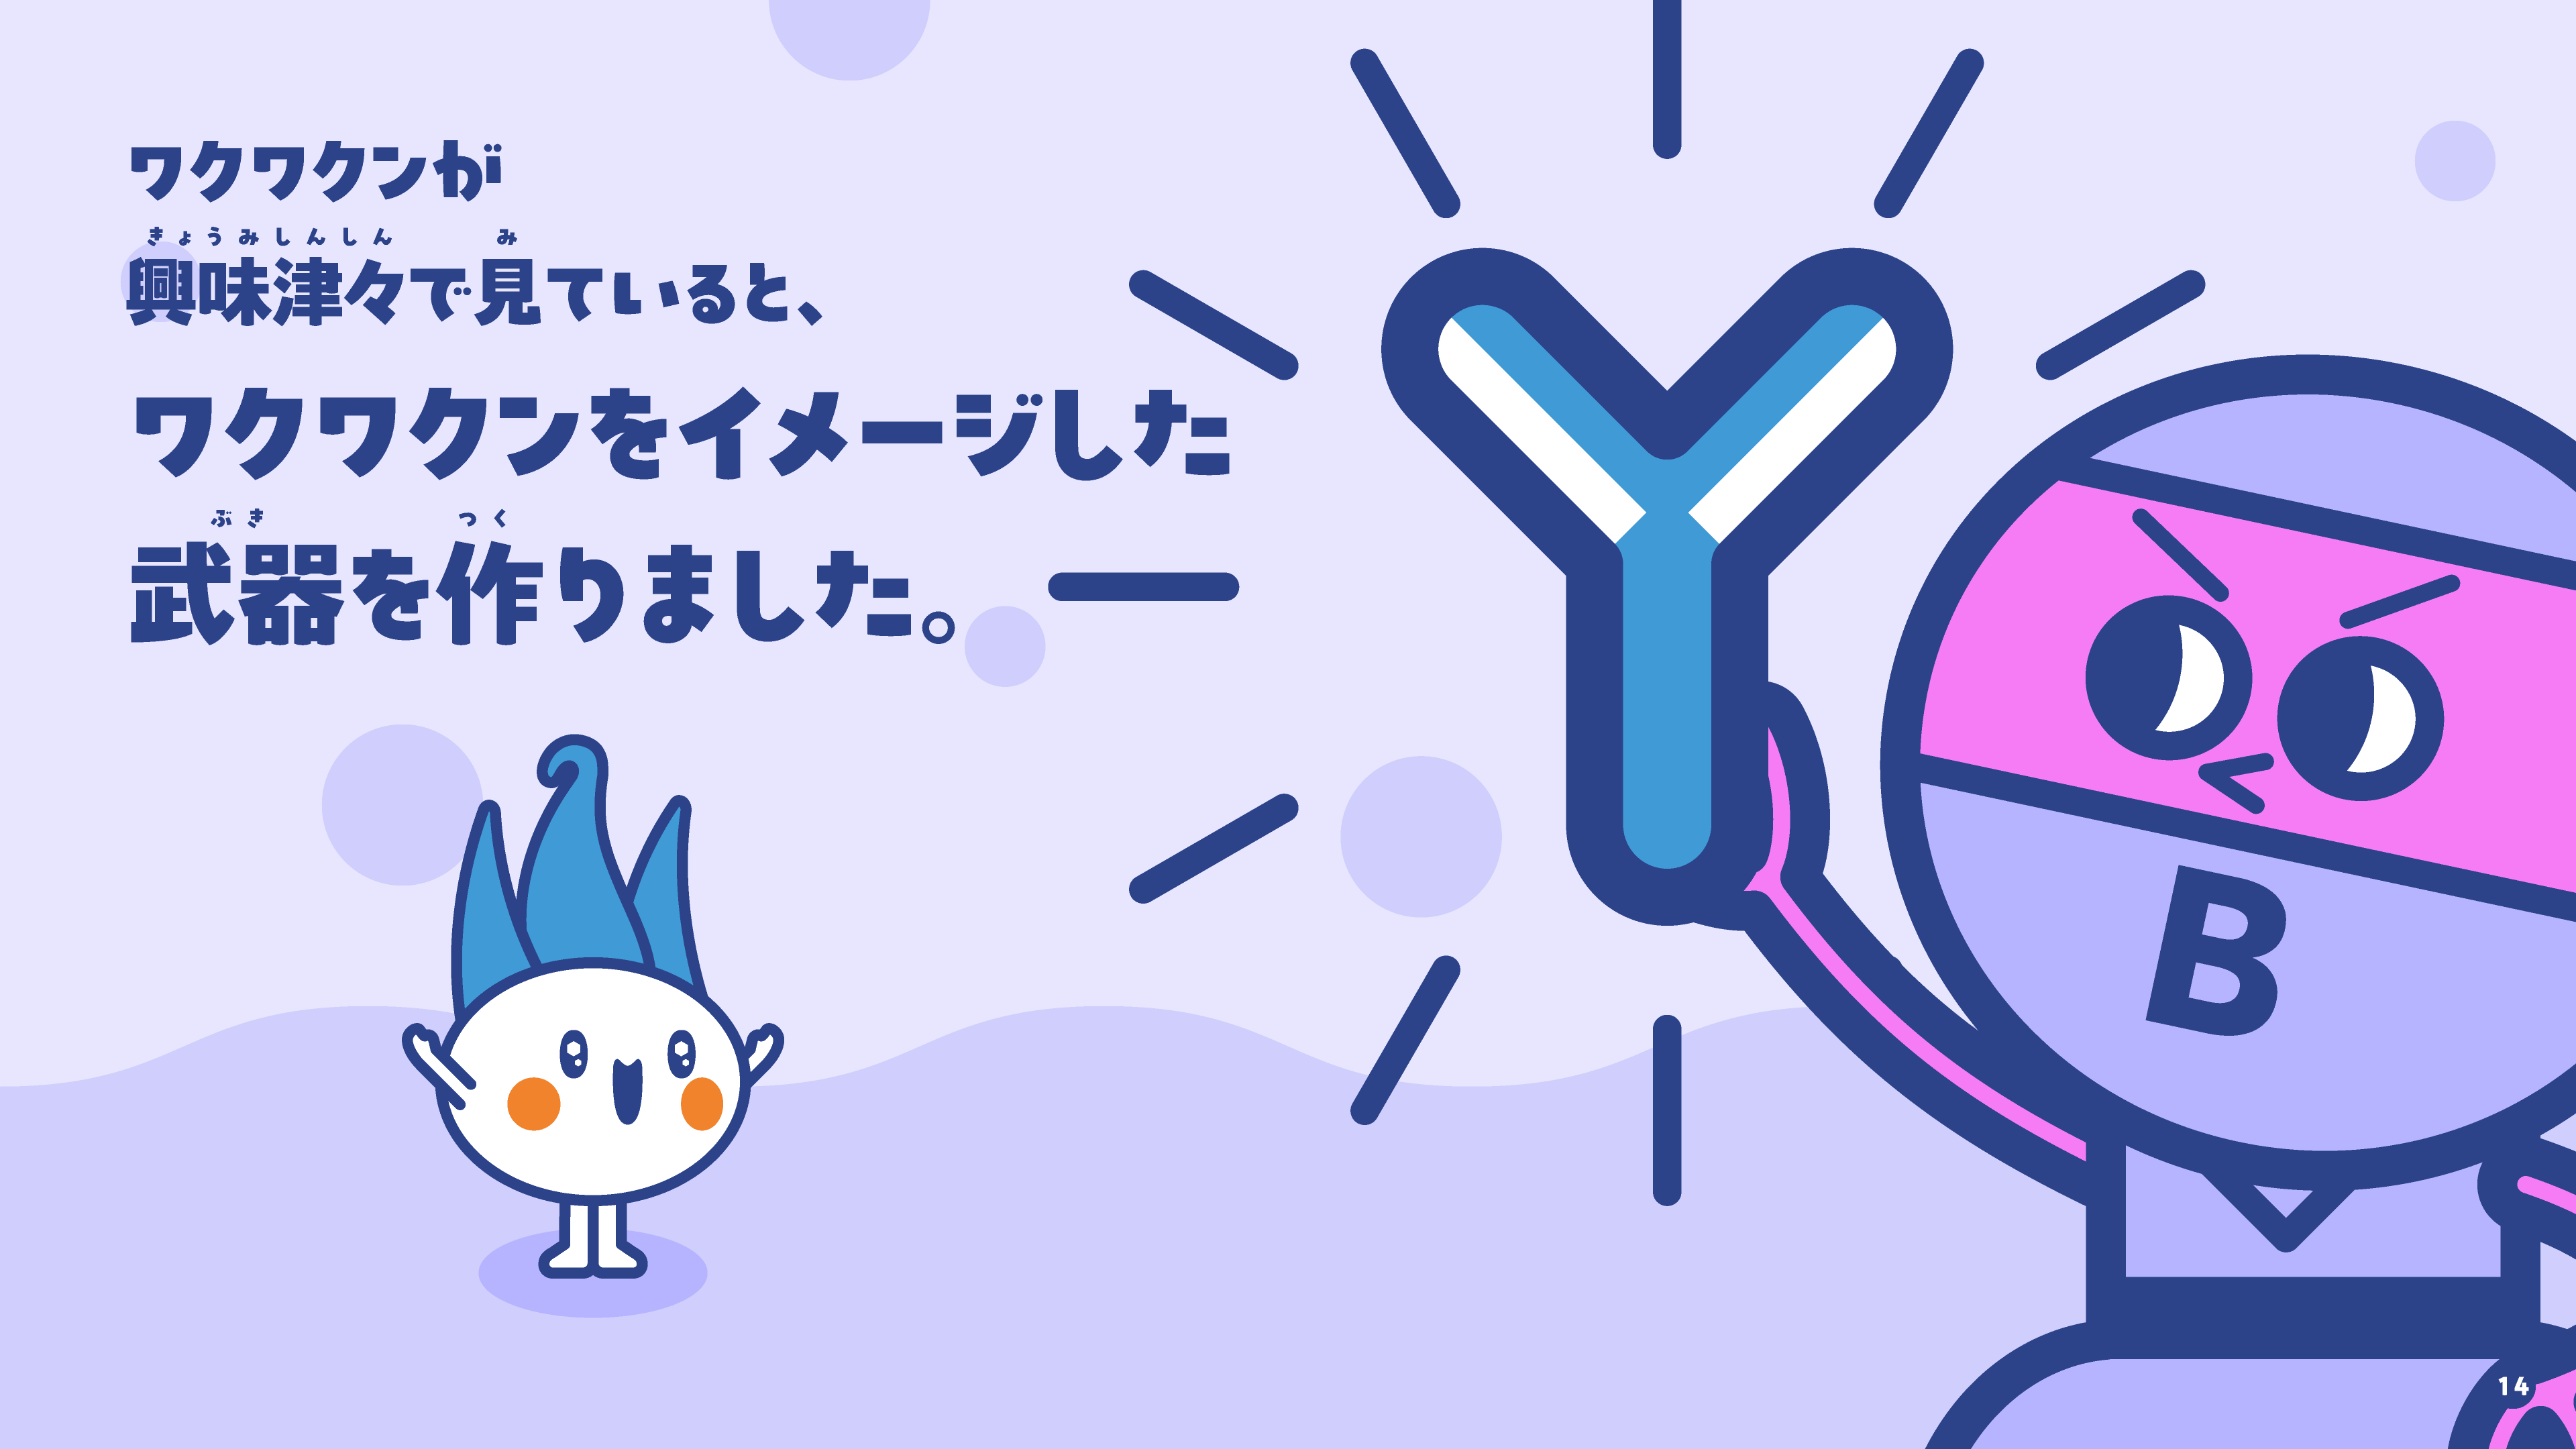 ワクワクンが
きょうみしんしん み
興味津々で見ていると、
ワクワクンをイメージした
ぶき つく
武器を作りました。
Y
B
14